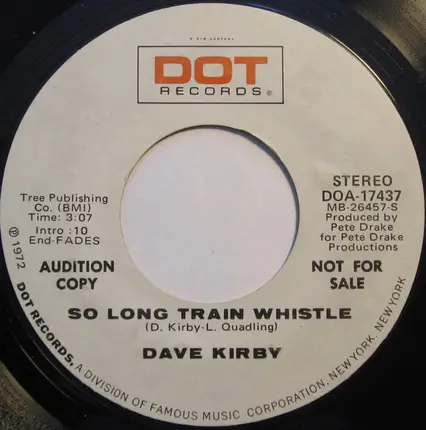 A G&W COMPANY
DOT
RECORDS®
Tree Publishing
Co. (BMI)
Time: 3:07
Intro :10
End-FADES
STEREO
DOA-17437
MB-26457-S
Produced by
Pete Drake
for Pete Drake
Productions
AUDITION
COPY
NOT FOR
SALE
SO LONG TRAIN WHISTLE
(D. Kirby-L. Quadling)
DAVE KIRBY
℗ 1972 DOT RECORDS, A DIVISION OF FAMOUS MUSIC CORPORATION, NEW YORK, NEW YORK